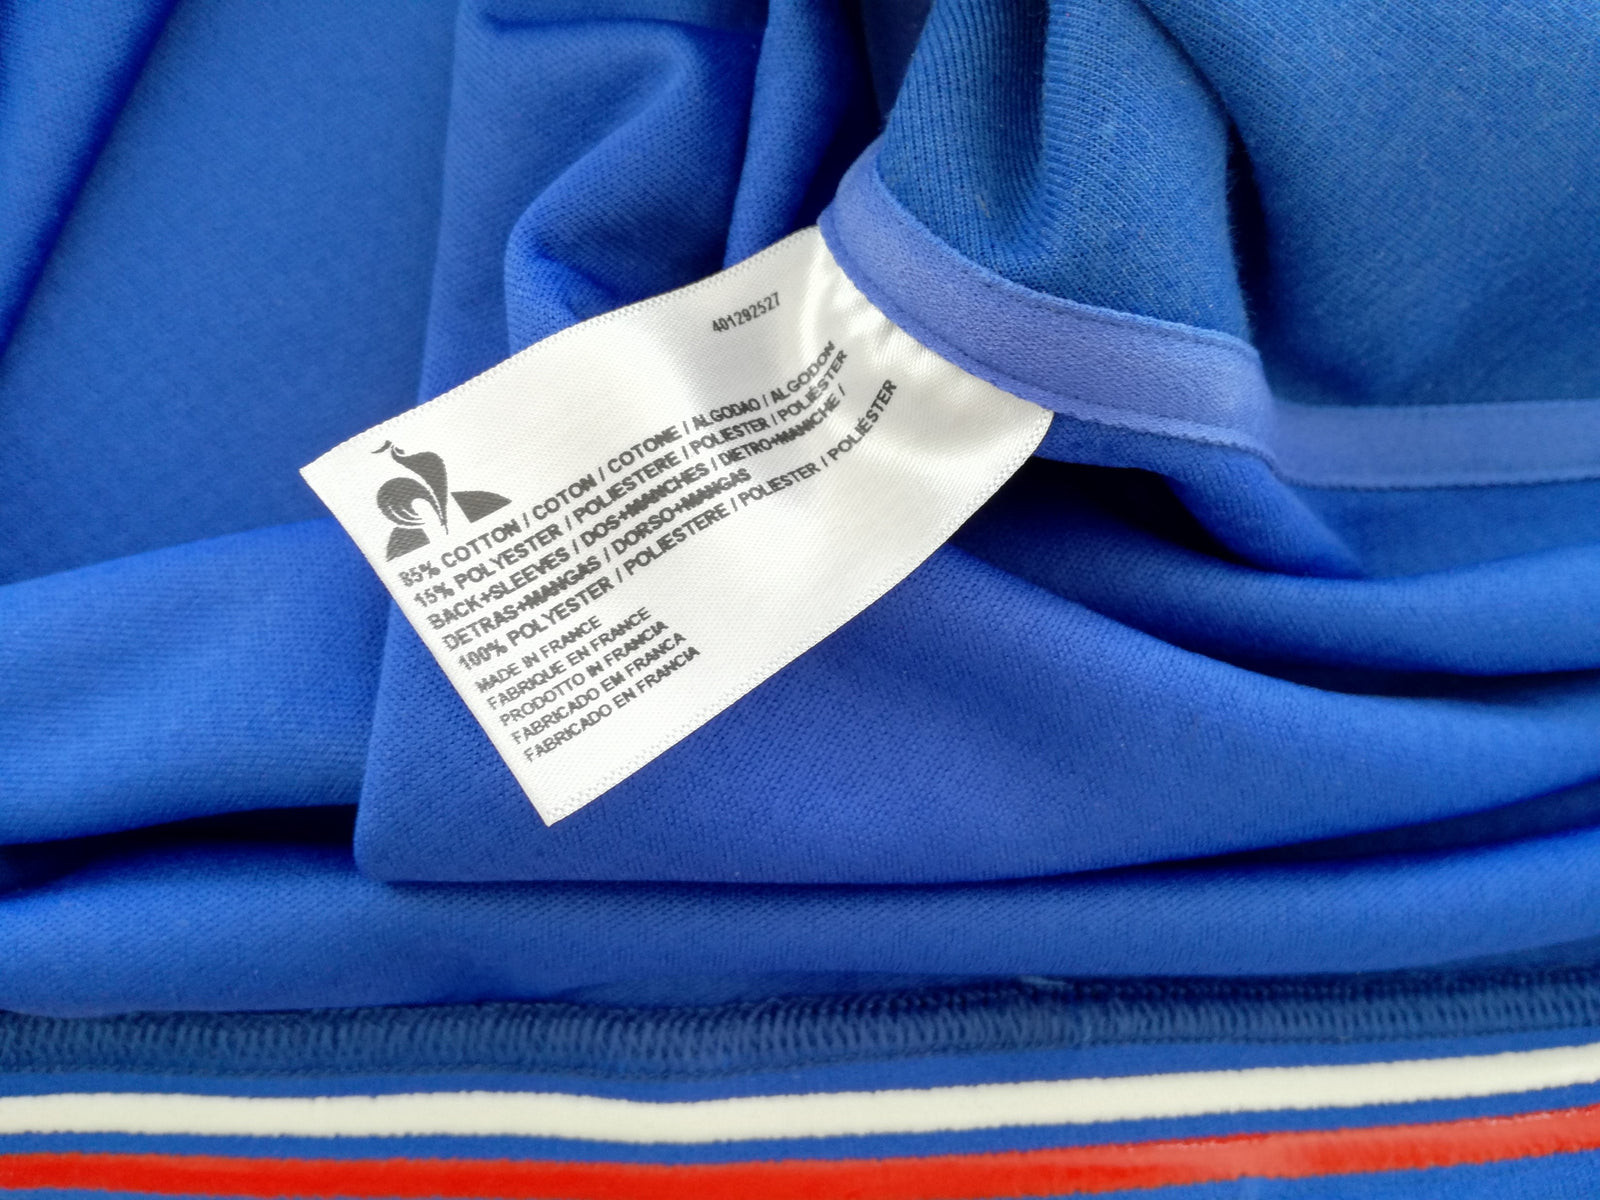 401292527
85% COTTON / COTON / COTONE / ALGODAO / ALGODON
15% POLYESTER / POLIESTERE / POLIESTER / POLIÉSTER
BACK+SLEEVES / DOS+MANCHES / DIETRO+MANICHE /
DETRAS+MANGAS / DORSO+MANGAS
100% POLYESTER / POLIESTERE / POLIESTER / POLIÉSTER
MADE IN FRANCE
FABRIQUE EN FRANCE
PRODOTTO IN FRANCIA
FABRICADO EM FRANCA
FABRICADO EN FRANCIA